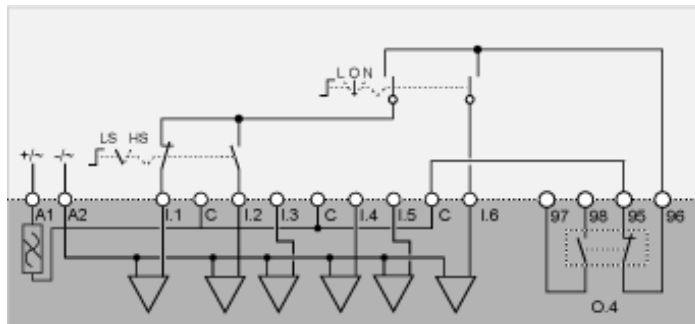 L O N
LS HS
+/~ -/~
A1 A2 I.1 C I.2 I.3 C I.4 I.5 C I.6 97 98 95 96
O.4